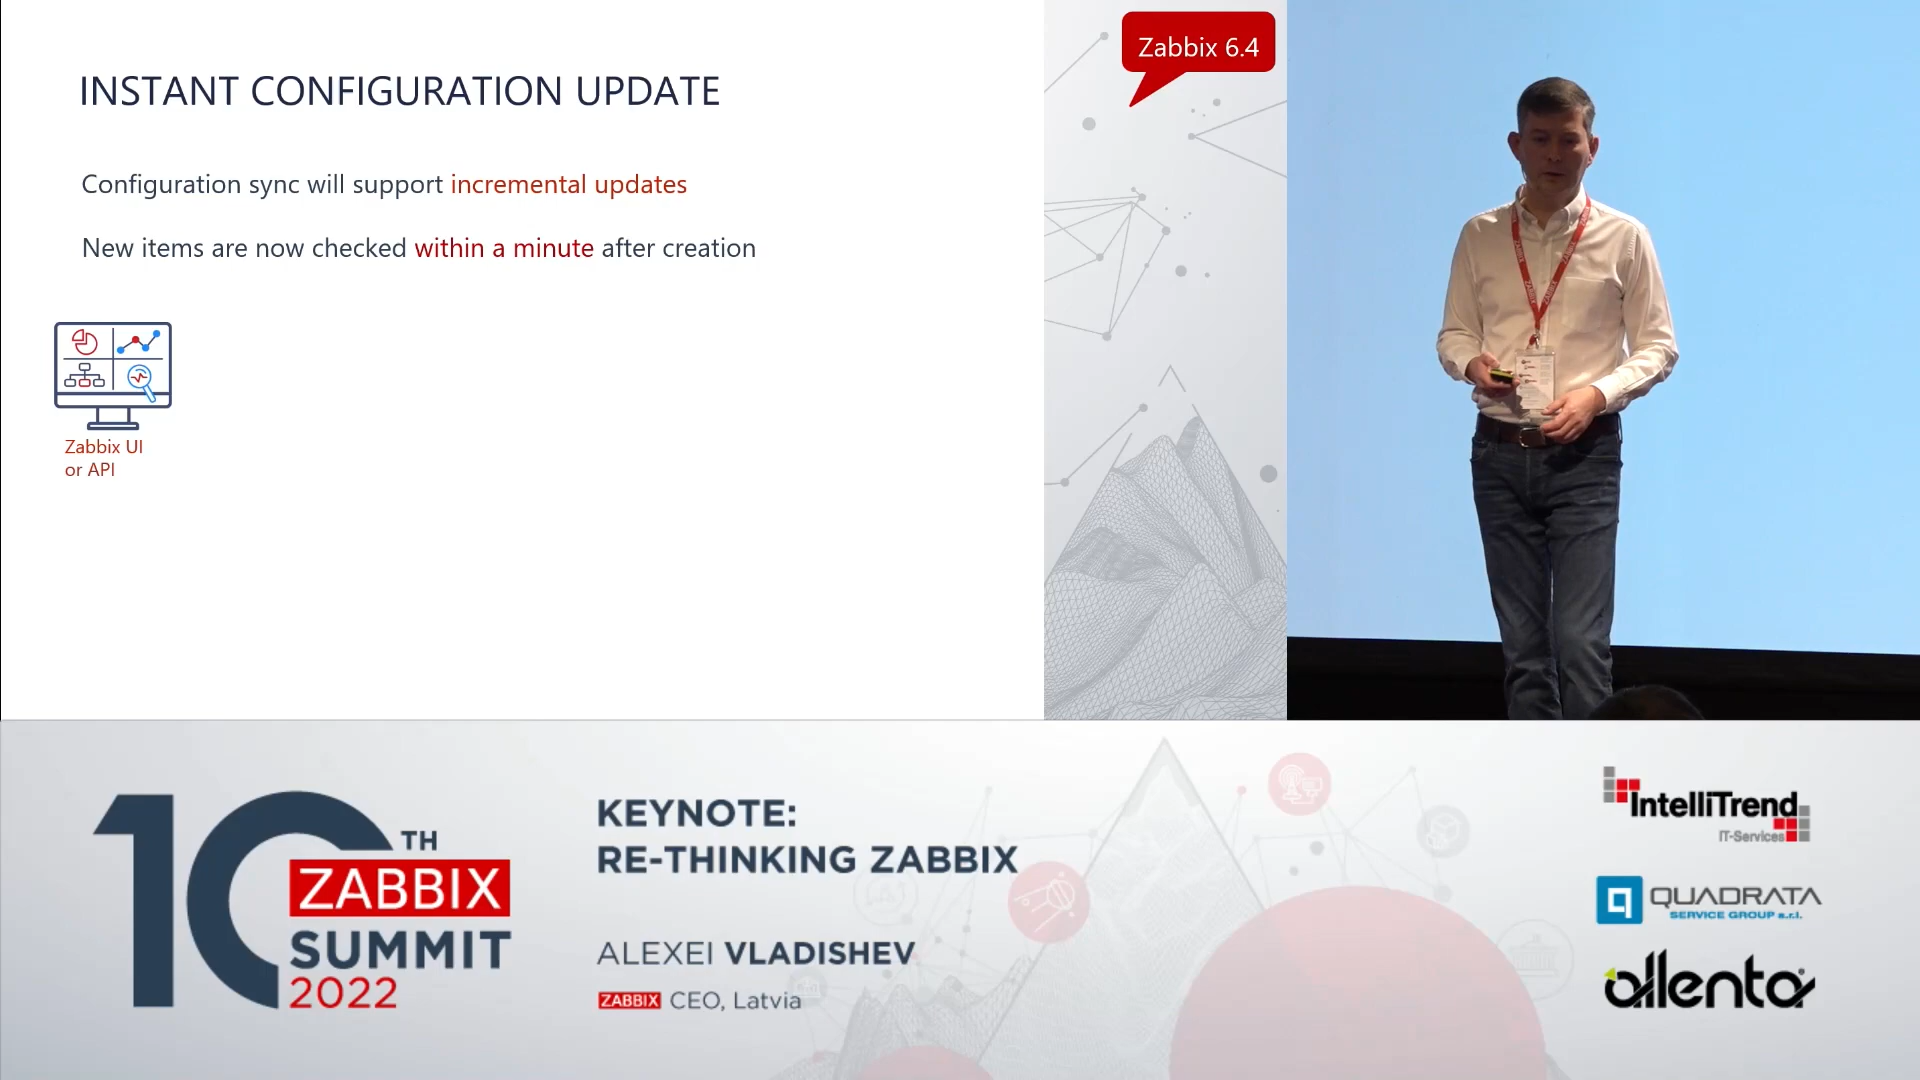 INSTANT CONFIGURATION UPDATE
Zabbix 6.4
Configuration sync will support incremental updates
New items are now checked within a minute after creation
Zabbix UI
or API
10TH
ZABBIX
SUMMIT
2022
KEYNOTE:
RE-THINKING ZABBIX
ALEXEI VLADISHEV
ZABBIX CEO, Latvia
IntelliTrend
IT-Services
QUADRATA
SERVICE GROUP s.r.l.
allenta